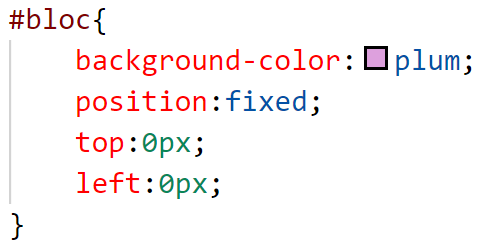 #bloc{
background-color: plum;
position:fixed;
top:0px;
left:0px;
}